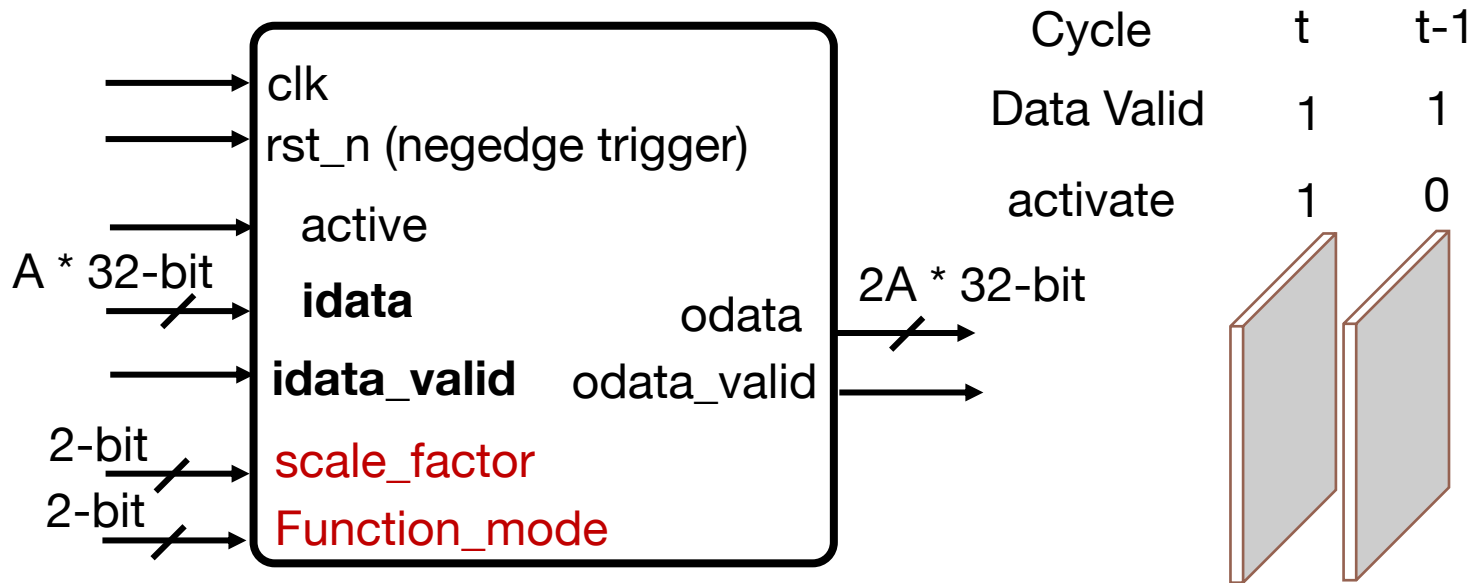 clk
rst_n (negedge trigger)
active
A * 32-bit
idata
idata_valid
2-bit
scale_factor
2-bit
Function_mode
odata
2A * 32-bit
odata_valid
Cycle t t-1
Data Valid 1 1
activate 1 0